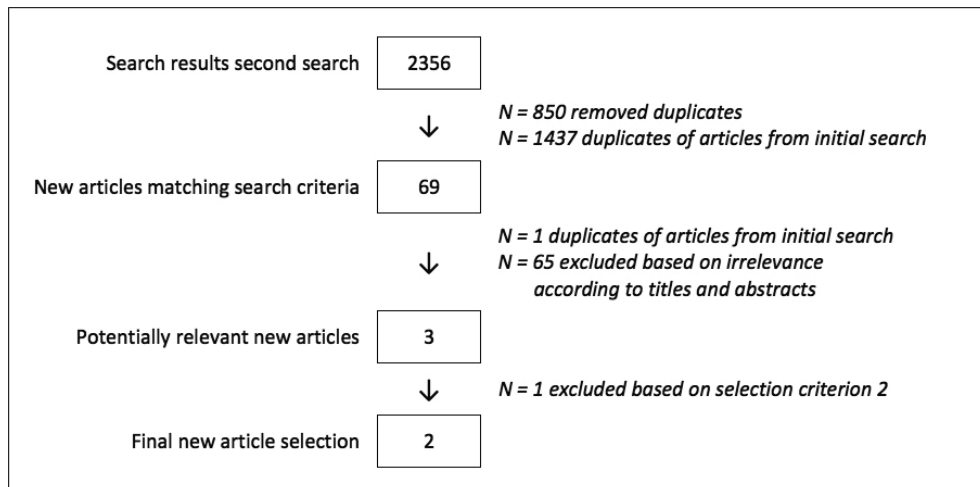 Search results second search 2356
N = 850 removed duplicates
N = 1437 duplicates of articles from initial search
New articles matching search criteria 69
N = 1 duplicates of articles from initial search
N = 65 excluded based on irrelevance
according to titles and abstracts
Potentially relevant new articles 3
N = 1 excluded based on selection criterion 2
Final new article selection 2